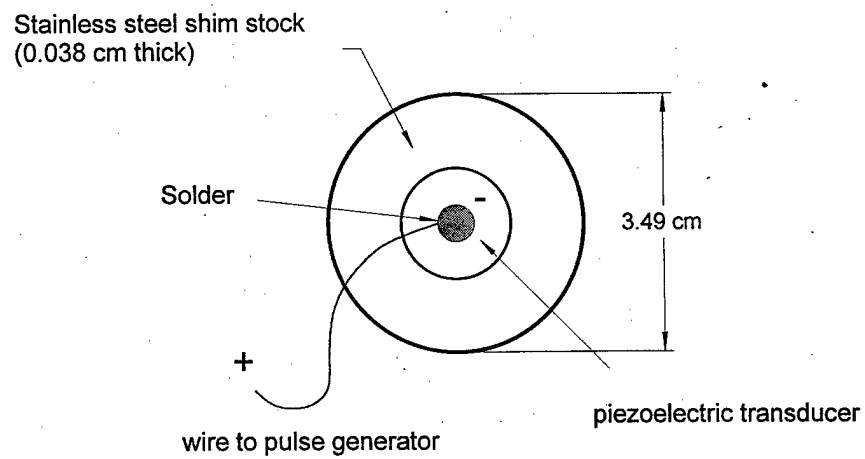 Stainless steel shim stock
(0.038 cm thick)
Solder
-
3.49 cm
+
piezoelectric transducer
wire to pulse generator